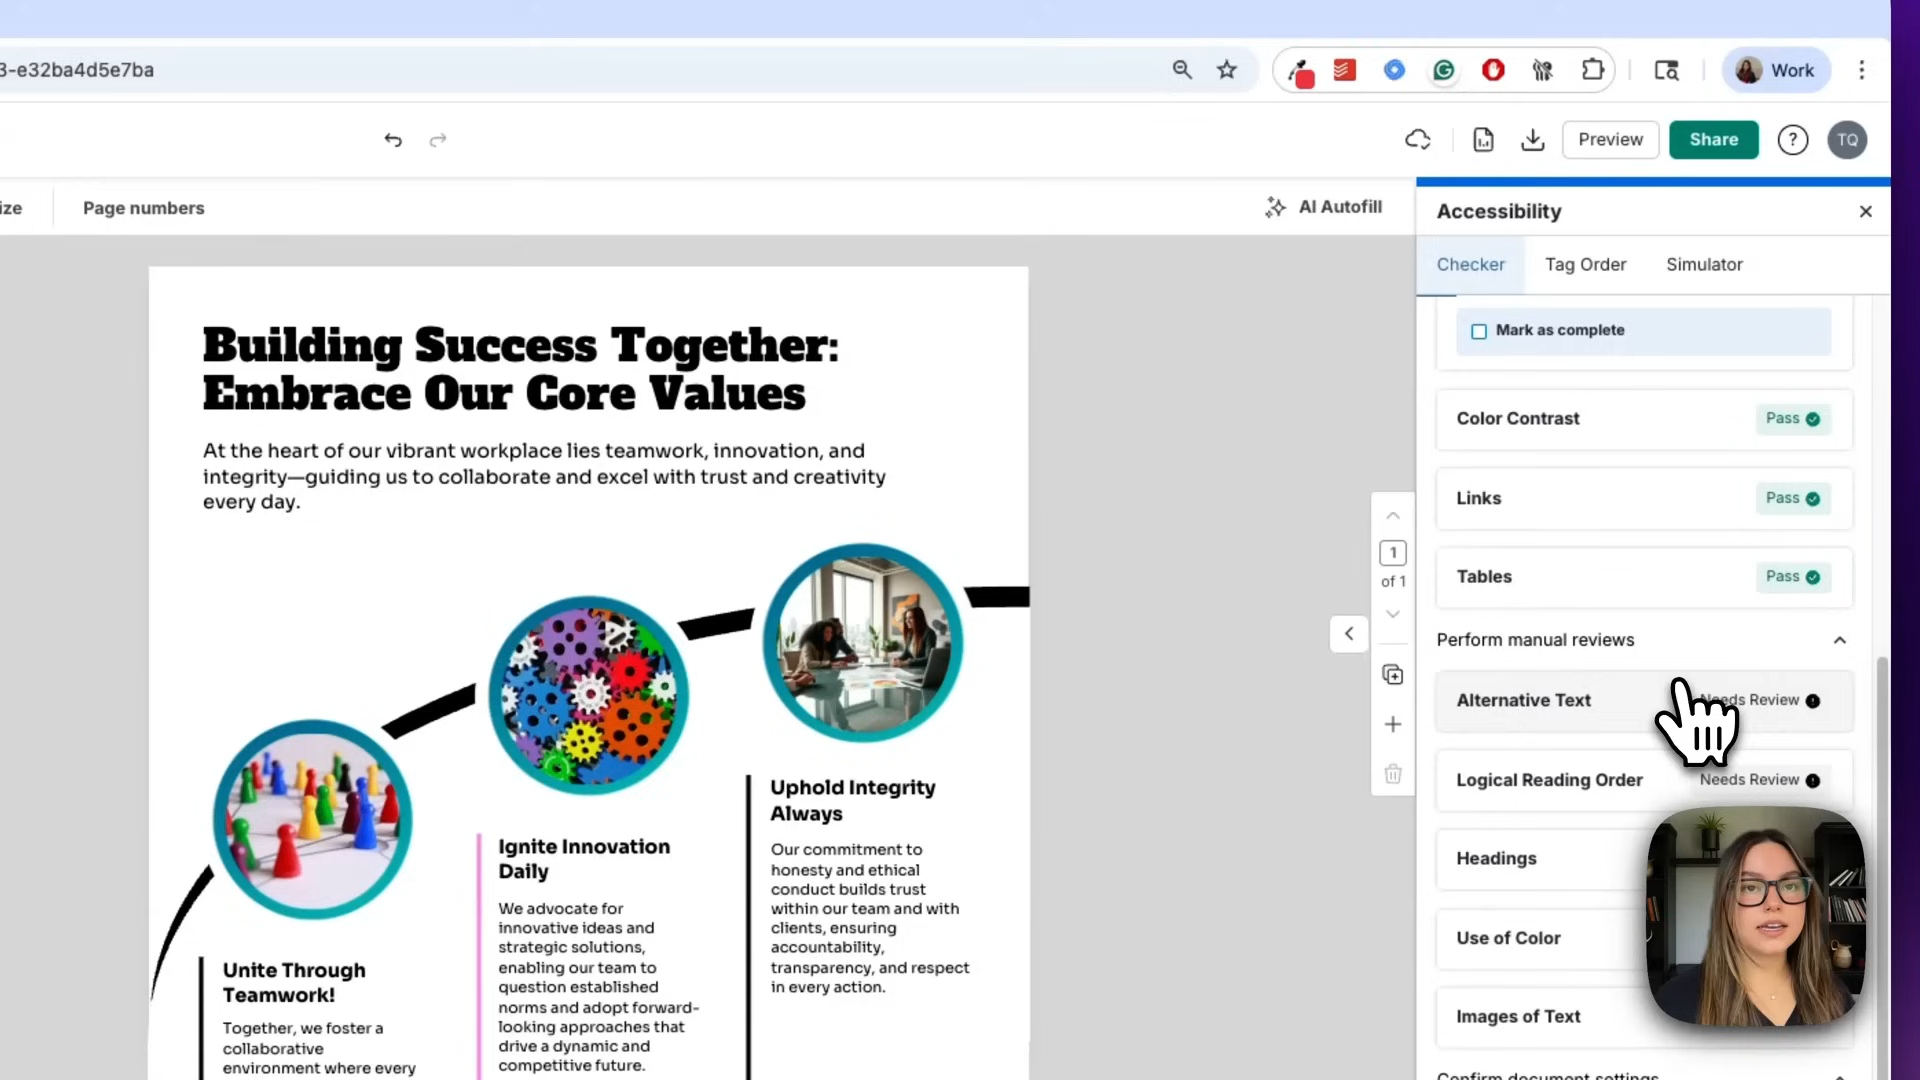 3-e32ba4d5e7ba
Work
Preview
Share
?
TQ
ize
Page numbers
AI Autofill
Accessibility
Checker
Tag Order
Simulator
Mark as complete
Color Contrast
Pass
Links
Pass
Tables
Pass
Perform manual reviews
Alternative Text
Needs Review
Logical Reading Order
Needs Review
Headings
Use of Color
Images of Text
Confirm document settings
1
of 1
Building Success Together:
Embrace Our Core Values
At the heart of our vibrant workplace lies teamwork, innovation, and
integrity—guiding us to collaborate and excel with trust and creativity
every day.
Unite Through
Teamwork!
Together, we foster a
collaborative
environment where every
Ignite Innovation
Daily
We advocate for
innovative ideas and
strategic solutions,
enabling our team to
question established
norms and adopt forward-
looking approaches that
drive a dynamic and
competitive future.
Uphold Integrity
Always
Our commitment to
honesty and ethical
conduct builds trust
within our team and with
clients, ensuring
accountability,
transparency, and respect
in every action.